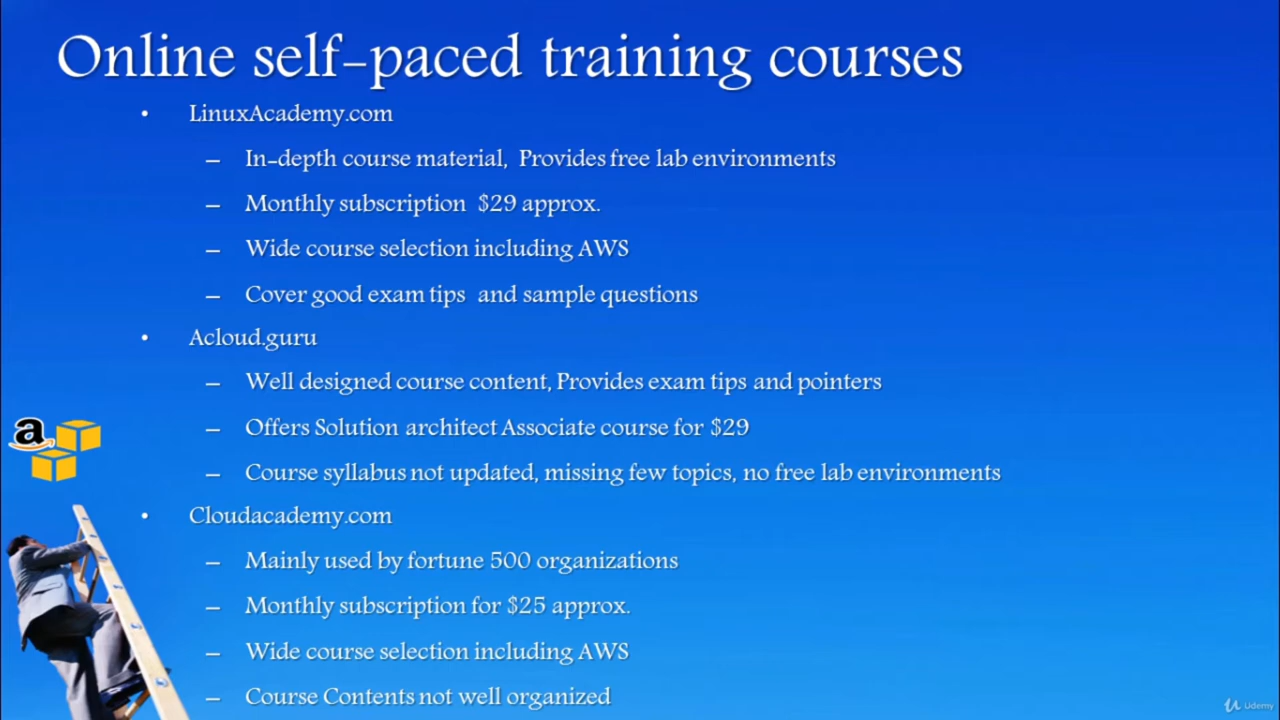 Online self-paced training courses
• LinuxAcademy.com
– In-depth course material, Provides free lab environments
– Monthly subscription $29 approx.
– Wide course selection including AWS
– Cover good exam tips and sample questions
• Acloud.guru
– Well designed course content, Provides exam tips and pointers
– Offers Solution architect Associate course for $29
– Course syllabus not updated, missing few topics, no free lab environments
• Cloudacademy.com
– Mainly used by fortune 500 organizations
– Monthly subscription for $25 approx.
– Wide course selection including AWS
– Course Contents not well organized
a
Udemy